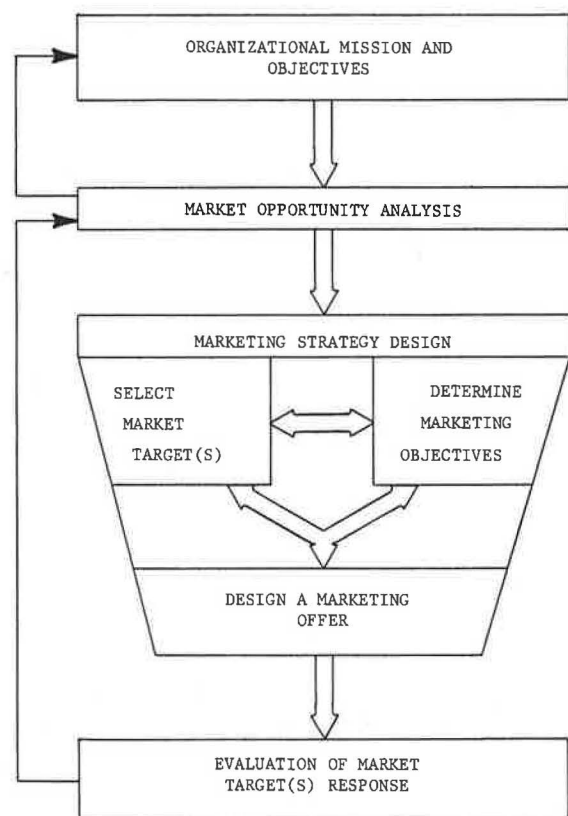 ORGANIZATIONAL MISSION AND
OBJECTIVES
MARKET OPPORTUNITY ANALYSIS
MARKETING STRATEGY DESIGN
SELECT
MARKET
TARGET(S)
DETERMINE
MARKETING
OBJECTIVES
DESIGN A MARKETING
OFFER
EVALUATION OF MARKET
TARGET(S) RESPONSE